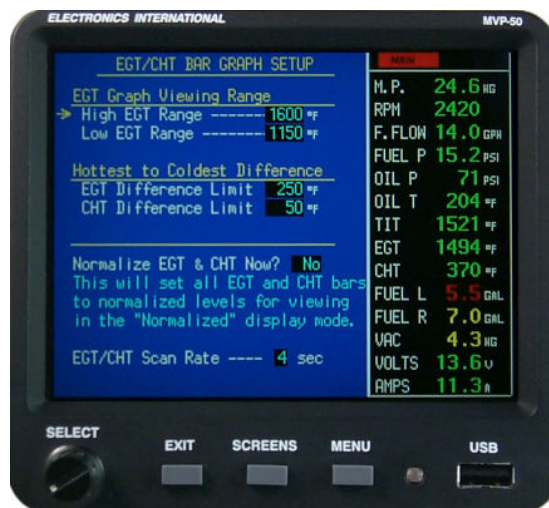 ELECTRONICS INTERNATIONAL
MVP-50
EGT/CHT BAR GRAPH SETUP
EGT Graph Viewing Range
High EGT Range ------- 1600 °F
Low EGT Range -------- 1150 °F
Hottest to Coldest Difference
EGT Difference Limit 250 °F
CHT Difference Limit 50 °F
Normalize EGT & CHT Now? No
This will set all EGT and CHT bars
to normalized levels for viewing
in the "Normalized" display mode.
EGT/CHT Scan Rate ---- 4 sec
MAIN
M.P. 24.6 HG
RPM 2420
F.FLOW 14.0 GPH
FUEL P 15.2 PSI
OIL P 71 PSI
OIL T 204 °F
TIT 1521 °F
EGT 1494 °F
CHT 370 °F
FUEL L 5.5 GAL
FUEL R 7.0 GAL
VAC 4.3 HG
VOLTS 13.6 V
AMPS 11.3 A
SELECT
EXIT
SCREENS
MENU
USB